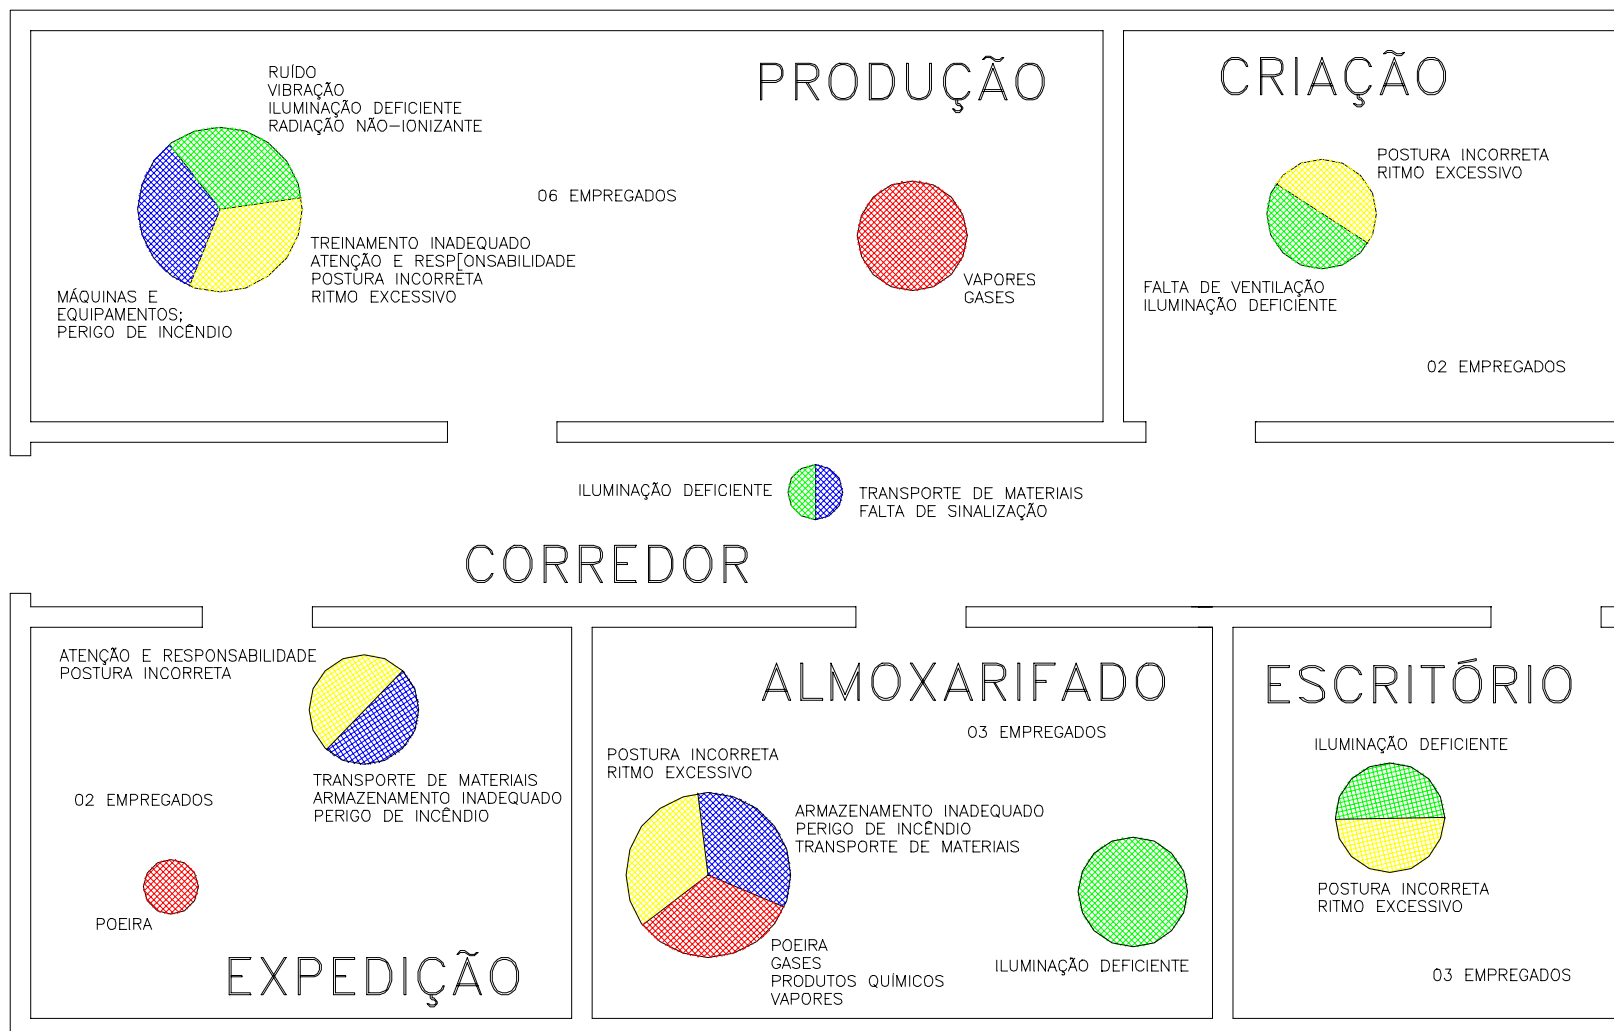 PRODUÇÃO
RUÍDO
VIBRAÇÃO
ILUMINAÇÃO DEFICIENTE
RADIAÇÃO NÃO-IONIZANTE
06 EMPREGADOS
TREINAMENTO INADEQUADO
ATENÇÃO E RESP[ONSABILIDADE
POSTURA INCORRETA
RITMO EXCESSIVO
MÁQUINAS E
EQUIPAMENTOS;
PERIGO DE INCÊNDIO
VAPORES
GASES
CRIAÇÃO
POSTURA INCORRETA
RITMO EXCESSIVO
FALTA DE VENTILAÇÃO
ILUMINAÇÃO DEFICIENTE
02 EMPREGADOS
ILUMINAÇÃO DEFICIENTE
TRANSPORTE DE MATERIAIS
FALTA DE SINALIZAÇÃO
CORREDOR
ATENÇÃO E RESPONSABILIDADE
POSTURA INCORRETA
TRANSPORTE DE MATERIAIS
ARMAZENAMENTO INADEQUADO
PERIGO DE INCÊNDIO
02 EMPREGADOS
POEIRA
EXPEDIÇÃO
ALMOXARIFADO
03 EMPREGADOS
POSTURA INCORRETA
RITMO EXCESSIVO
ARMAZENAMENTO INADEQUADO
PERIGO DE INCÊNDIO
TRANSPORTE DE MATERIAIS
POEIRA
GASES
PRODUTOS QUÍMICOS
VAPORES
ILUMINAÇÃO DEFICIENTE
ESCRITÓRIO
ILUMINAÇÃO DEFICIENTE
POSTURA INCORRETA
RITMO EXCESSIVO
03 EMPREGADOS